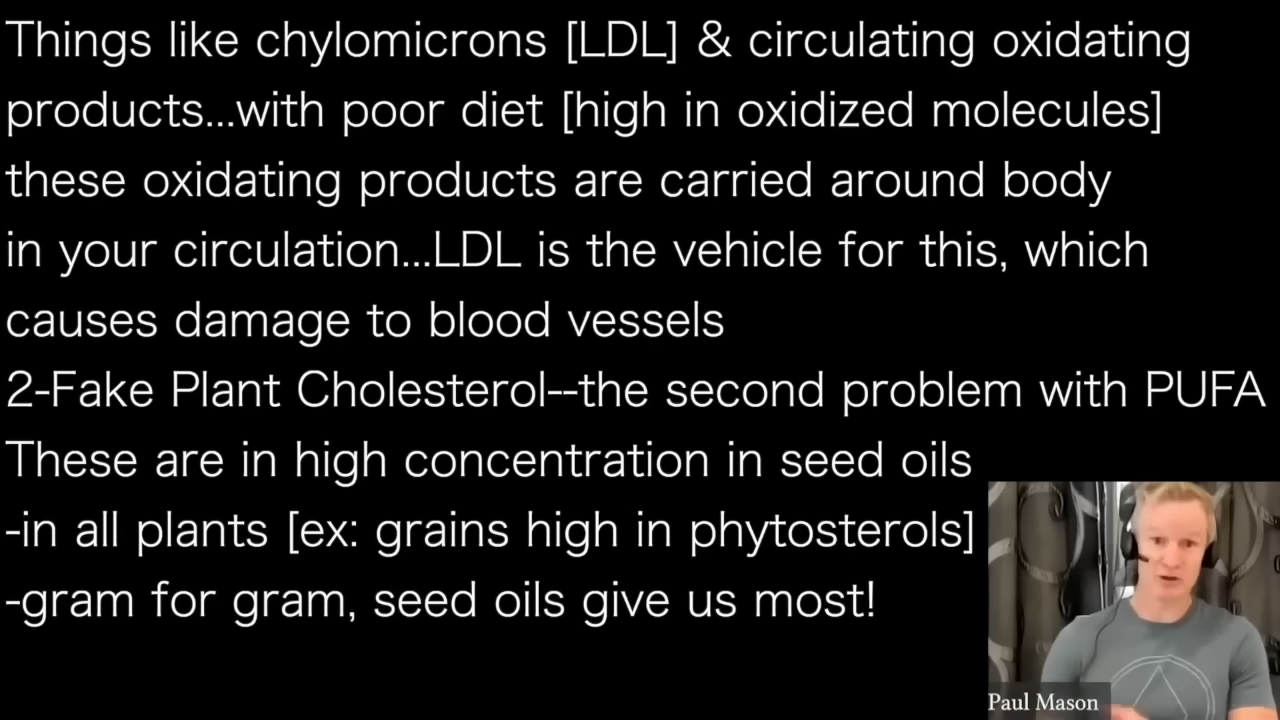 Things like chylomicrons [LDL] & circulating oxidating
products...with poor diet [high in oxidized molecules]
these oxidating products are carried around body
in your circulation...LDL is the vehicle for this, which
causes damage to blood vessels
2-Fake Plant Cholesterol--the second problem with PUFA
These are in high concentration in seed oils
-in all plants [ex: grains high in phytosterols]
-gram for gram, seed oils give us most!
Paul Mason